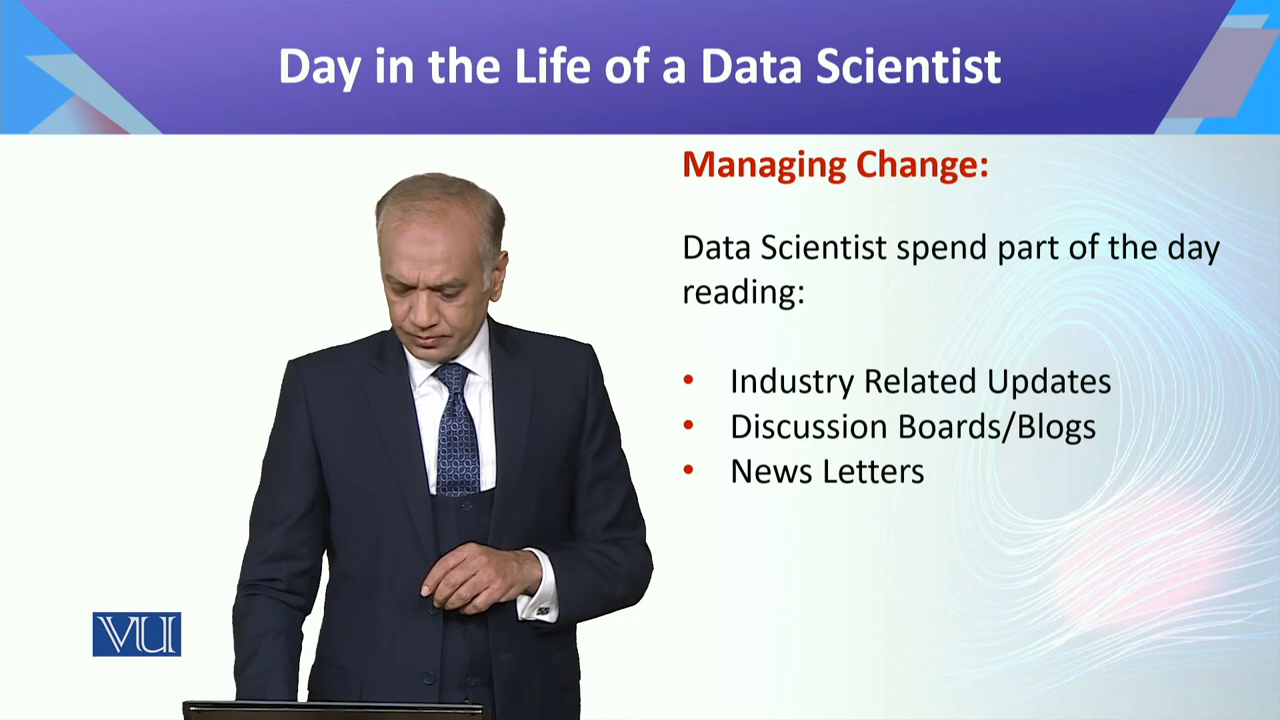 Day in the Life of a Data Scientist
Managing Change:
Data Scientist spend part of the day
reading:
• Industry Related Updates
• Discussion Boards/Blogs
• News Letters
VU